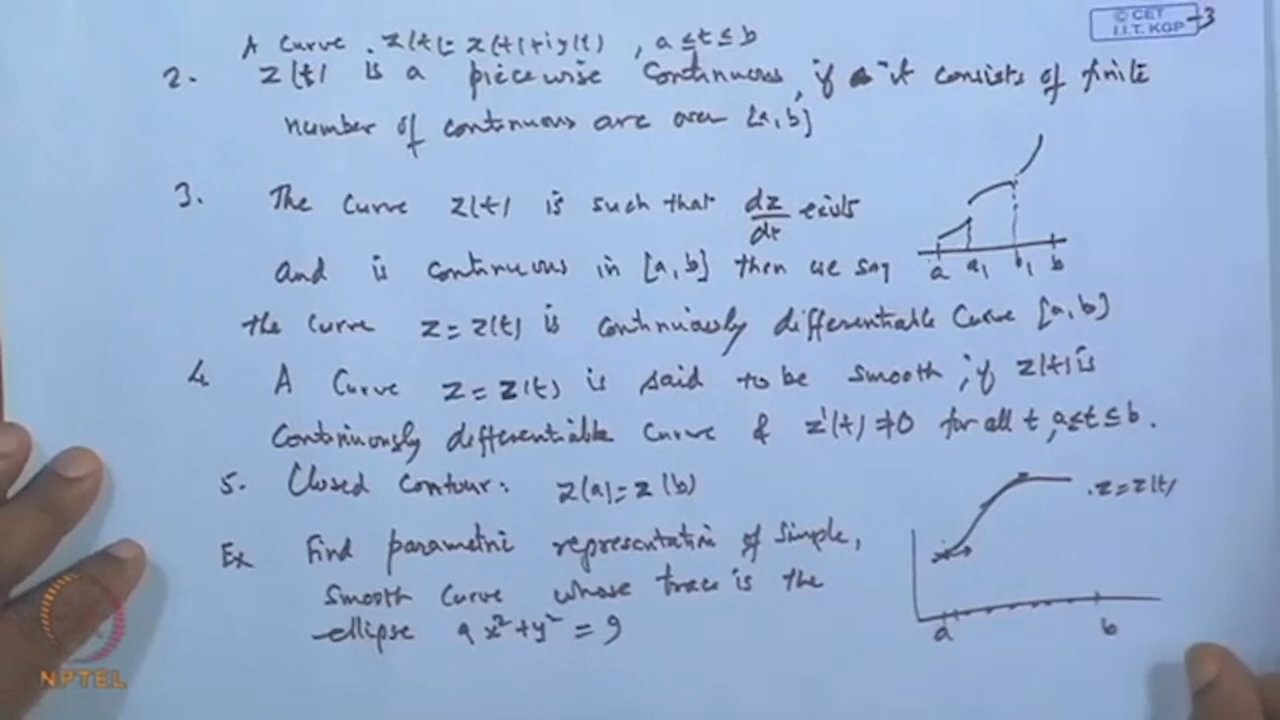 © CET
I.I.T. KGP
-3
A Curve . z(t) = x(t) + iy(t) , a ≤ t ≤ b
2. z(t) is a piecewise Continuous, if it consists of finite
number of continuous arc over [a, b]
3. The Curve z(t) is such that dz/dt exists
and is continuous in [a, b] then we say
a a1 b1 b
the curve z = z(t) is continuously differentiable Curve [a, b]
4 A Curve z = z(t) is said to be smooth, if z(t) is
Continuously differentiable Curve & z'(t) ≠ 0 for all t, a ≤ t ≤ b.
5. Closed Contour: z(a) = z(b)
z = z(t)
Ex Find parametric representation of simple,
smooth curve whose trace is the
ellipse 9x² + y² = 9
a b
NPTEL